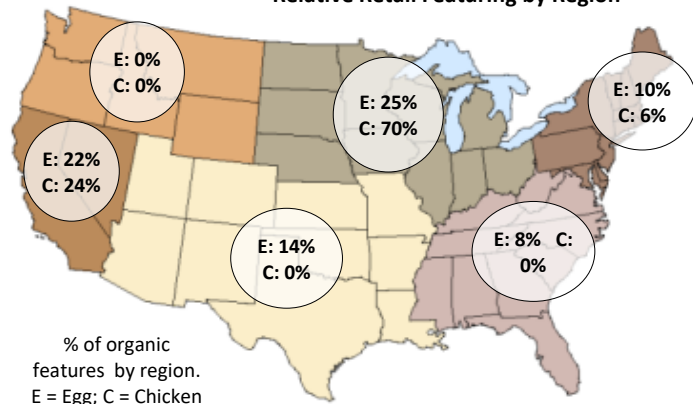 Relative Retail Featuring by Region
E: 0%
C: 0%
E: 25%
C: 70%
E: 10%
C: 6%
E: 22%
C: 24%
E: 14%
C: 0%
E: 8% C:
0%
% of organic
features by region.
E = Egg; C = Chicken